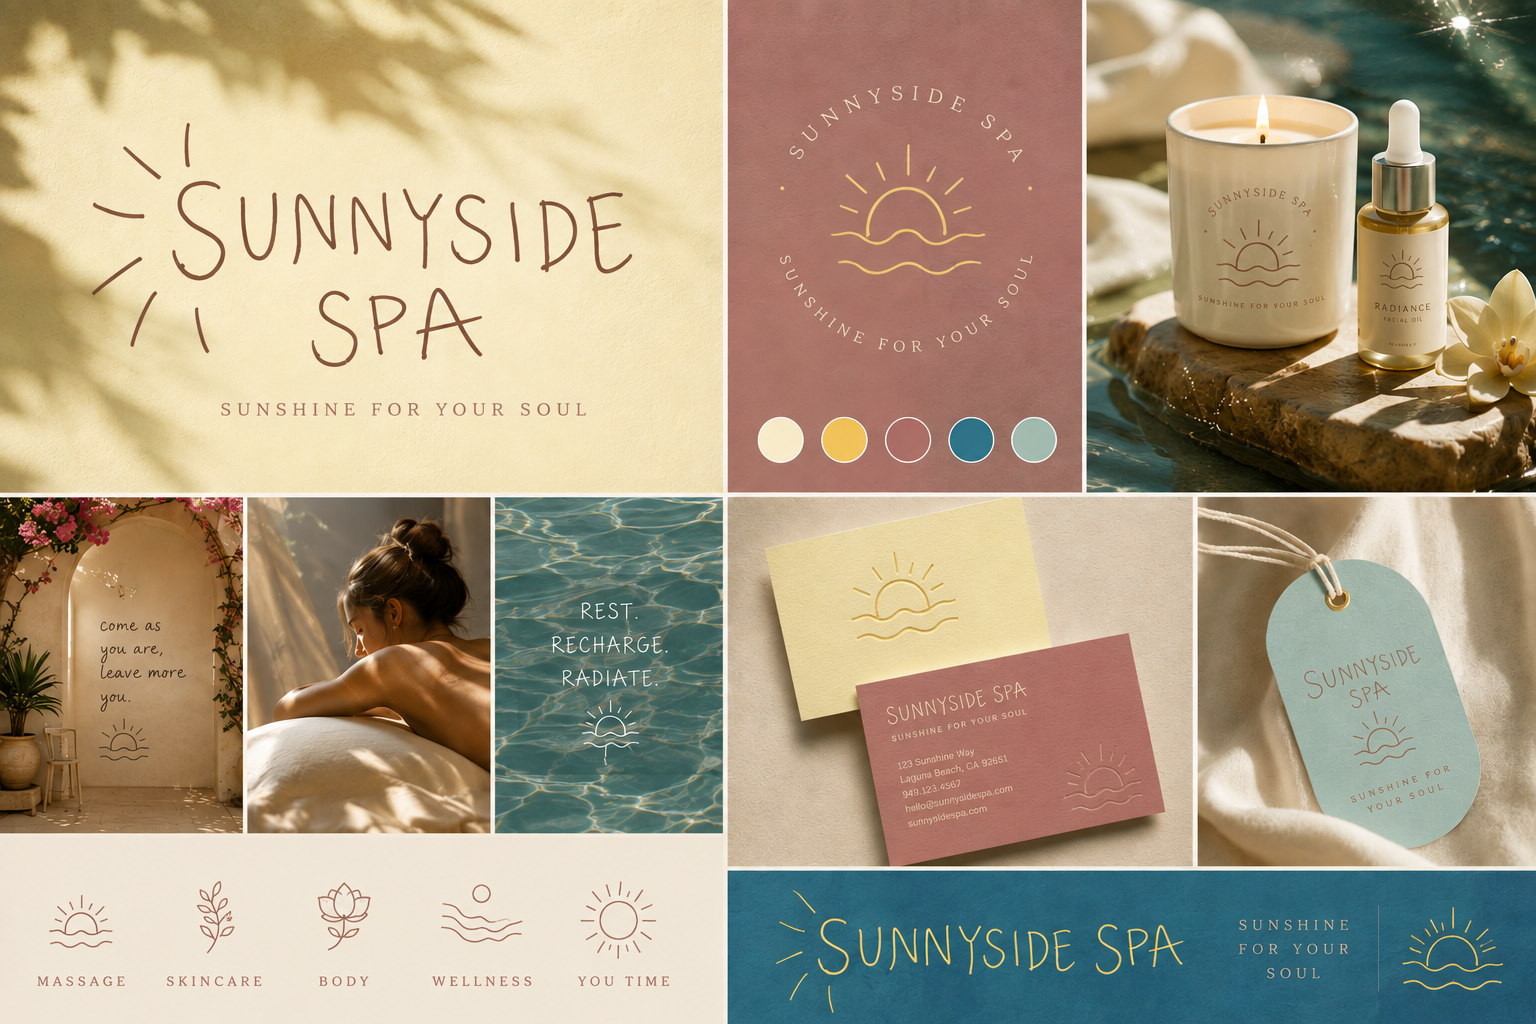 SUNNYSIDE
SPA
SUNSHINE FOR YOUR SOUL
SUNNYSIDE SPA
SUNSHINE FOR YOUR SOUL
SUNNYSIDE SPA
SUNSHINE FOR YOUR SOUL
RADIANCE
FACIAL OIL
come as
you are,
leave more
you.
REST.
RECHARGE.
RADIATE.
SUNNYSIDE SPA
SUNSHINE FOR YOUR SOUL
123 Sunshine Way
Laguna Beach, CA 92651
949.123.4567
hello@sunnysidespa.com
sunnysidespa.com
SUNNYSIDE
SPA
SUNSHINE FOR
YOUR SOUL
MASSAGE
SKINCARE
BODY
WELLNESS
YOU TIME
SUNNYSIDE SPA
SUNSHINE
FOR YOUR
SOUL